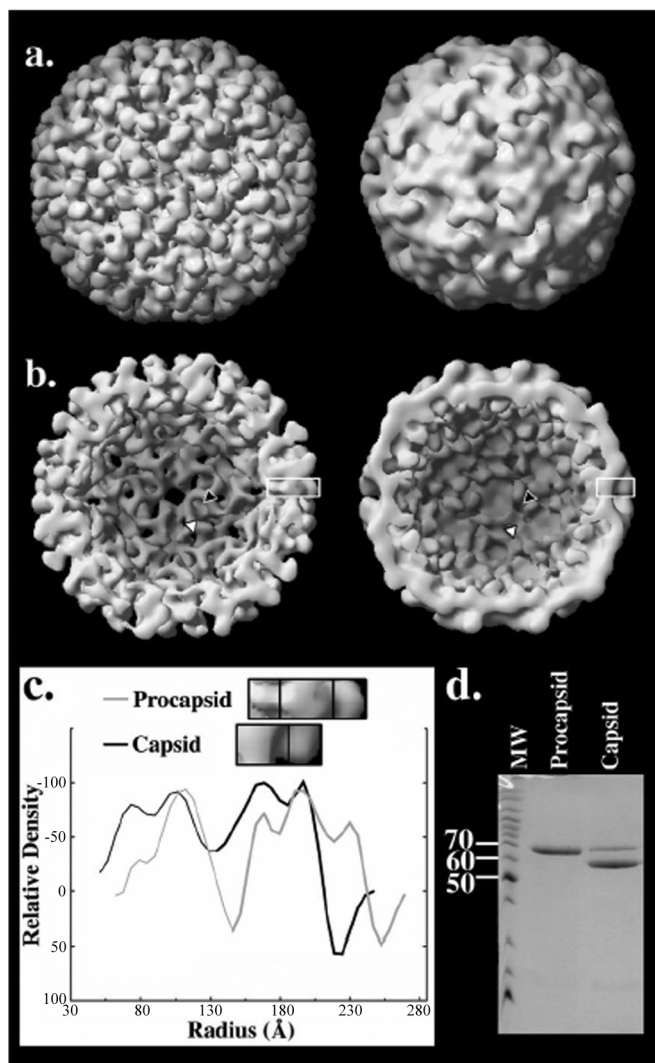 a.
b.
c.
Procapsid
Capsid
-100
-50
0
50
100
Relative Density
30 80 130 180 230 280
Radius (Å)
d.
MW
Procapsid
Capsid
70
60
50